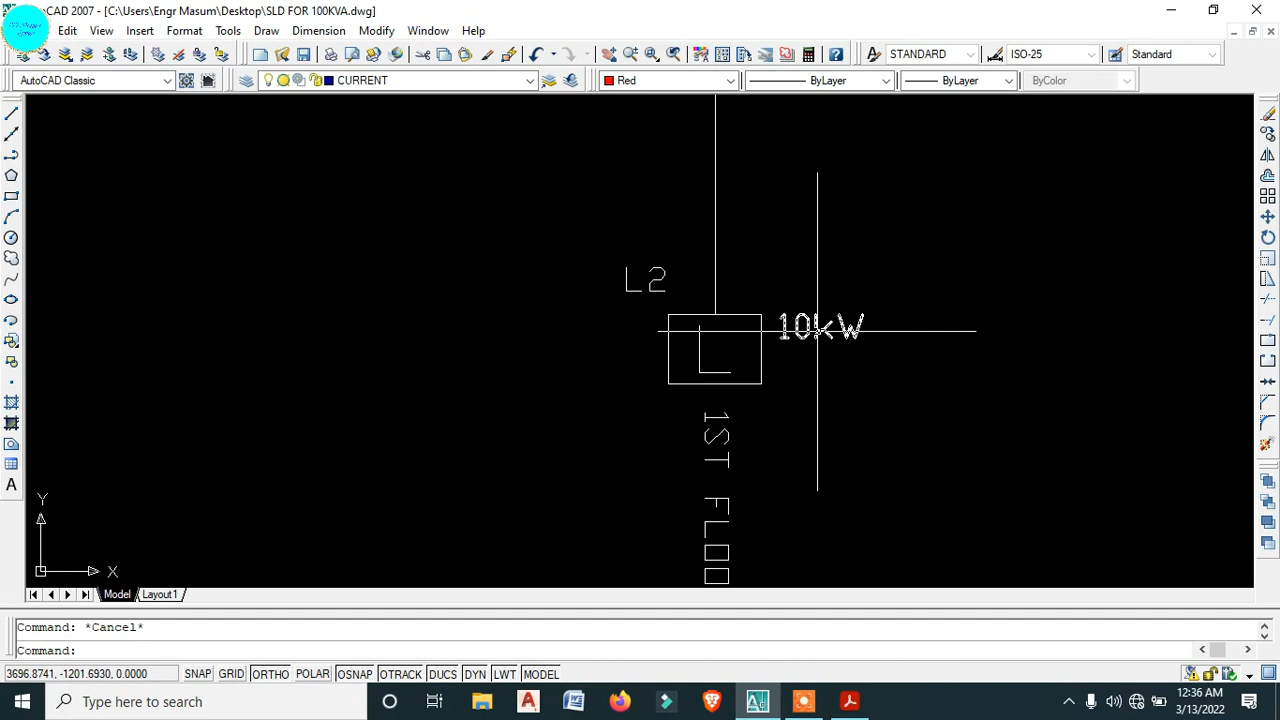 AutoCAD 2007 - [C:\Users\Engr Masum\Desktop\SLD FOR 100KVA.dwg]
Edit View Insert Format Tools Draw Dimension Modify Window Help
STANDARD ISO-25 Standard
AutoCAD Classic CURRENT Red ByLayer ByLayer ByColor
L2
10kW
L
1ST FLOO
Y
X
Model Layout1
Command: *Cancel*
Command:
3696.8741, -1201.6930, 0.0000 SNAP GRID ORTHO POLAR OSNAP OTRACK DUCS DYN LWT MODEL
Type here to search
12:36 AM
3/13/2022